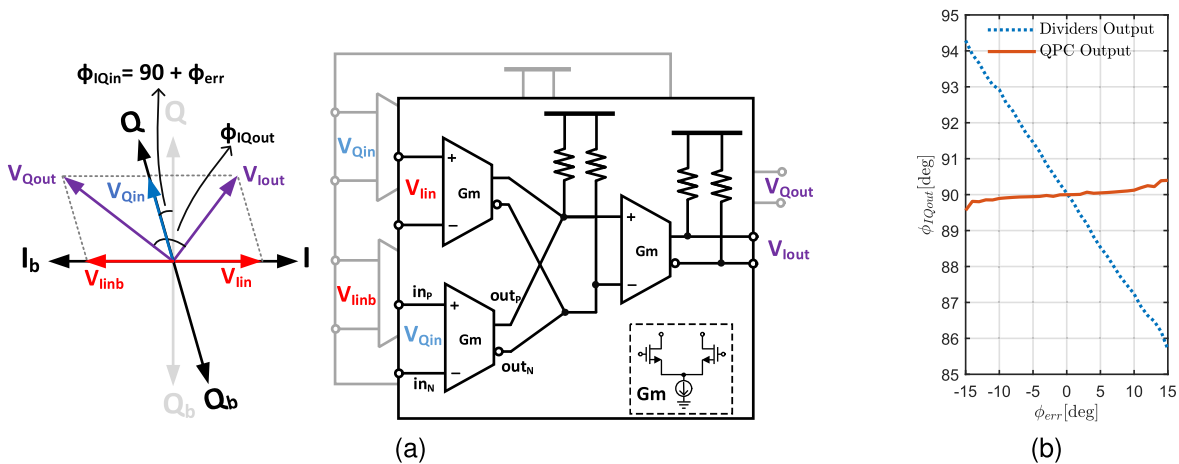 ϕIQin= 90 + ϕerr
Q
Q
ϕIQout
VQout
VQin
VIout
Ib
I
VIinb
VIin
Qb
Qb
VQin
VIin
+
Gm
−
VIinb
inP
VQin
inN
+
Gm
−
outP
outN
+
Gm
−
VQout
VIout
Gm
(a)
95
94
93
92
91
90
89
88
87
86
85
ϕIQout[deg]
Dividers Output
QPC Output
-15 -10 -5 0 5 10 15
ϕerr[deg]
(b)